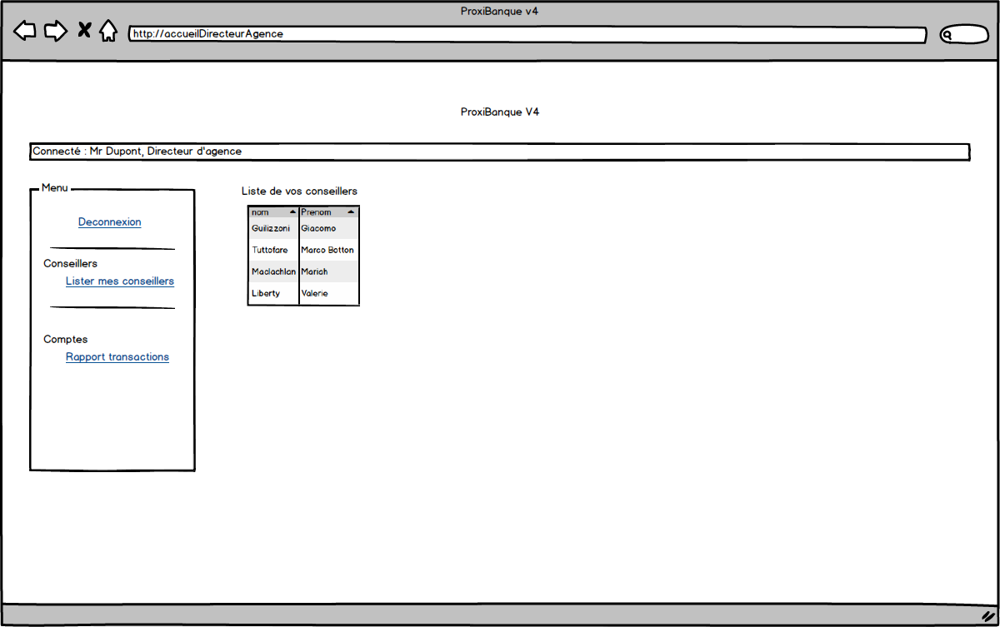 ProxiBanque v4
http://accueilDirecteurAgence
ProxiBanque V4
Connecté : Mr Dupont, Directeur d'agence
Menu
Deconnexion
Conseillers
Lister mes conseillers
Comptes
Rapport transactions
Liste de vos conseillers
nom Prenom
Guilizzoni Giacomo
Tuttofare Marco Botton
Maclachlan Mariah
Liberty Valerie